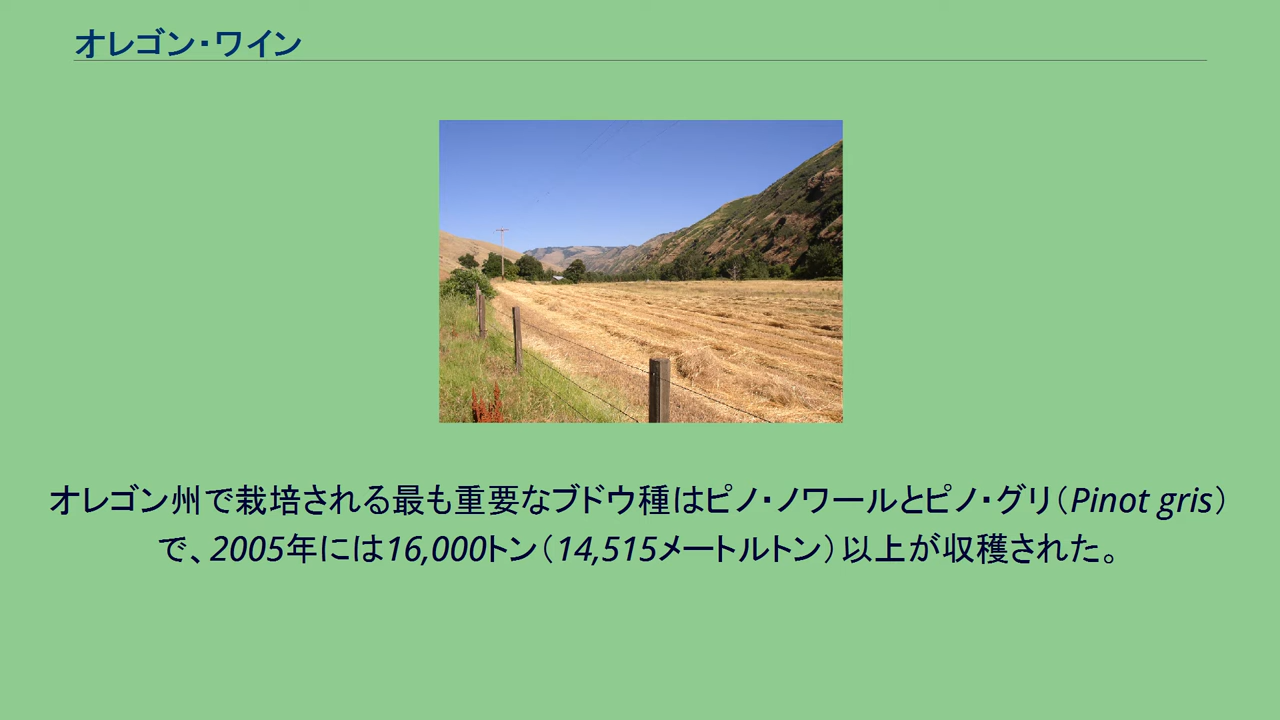 オレゴン・ワイン
オレゴン州で栽培される最も重要なブドウ種はピノ・ノワールとピノ・グリ（Pinot gris）
で、2005年には16,000トン（14,515メートルトン）以上が収穫された。